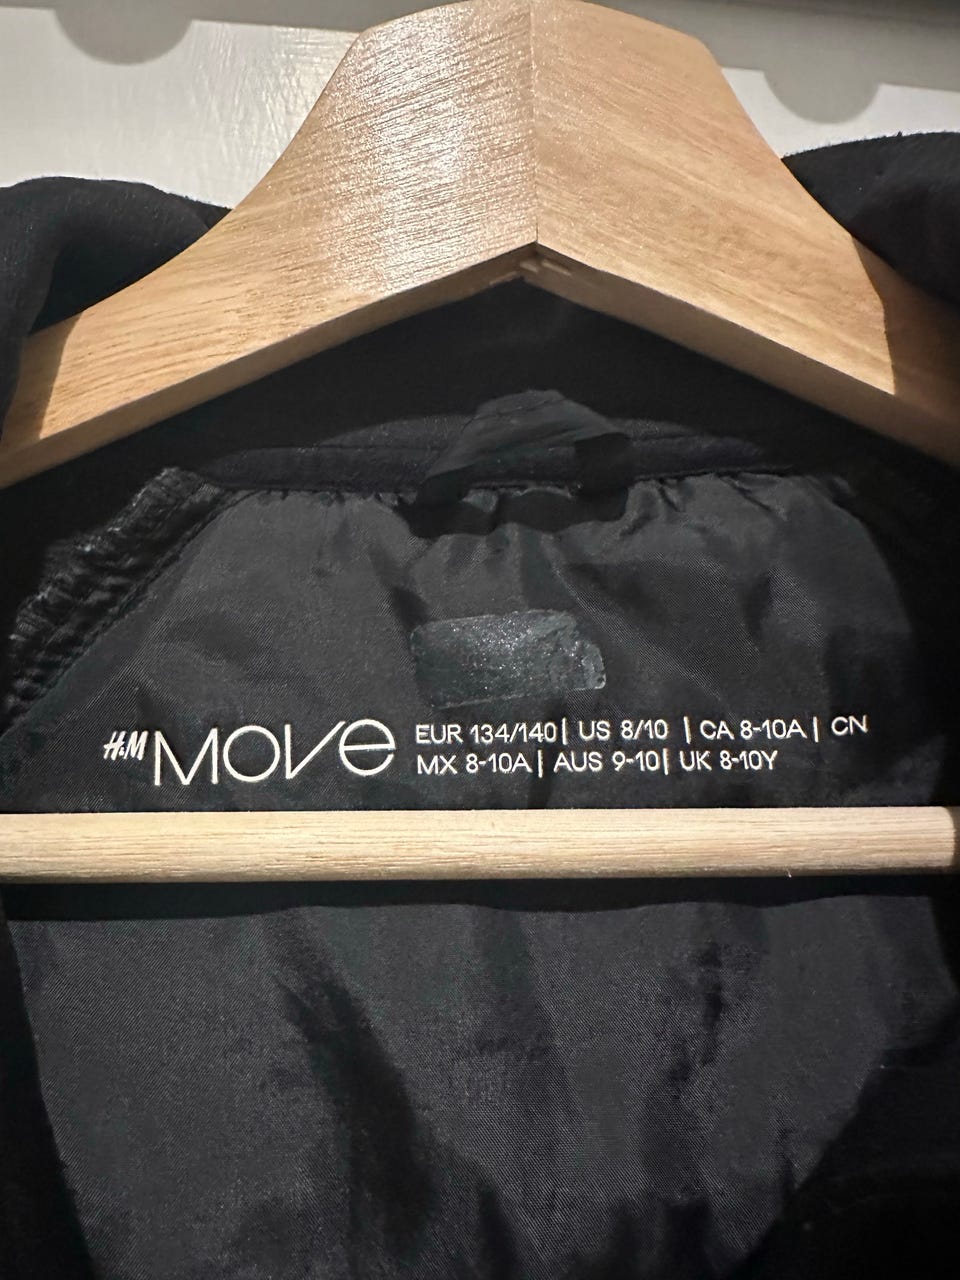 H&M MOVE
EUR 134/140| US 8/10 | CA 8-10A | CN
MX 8-10A| AUS 9-10| UK 8-10Y